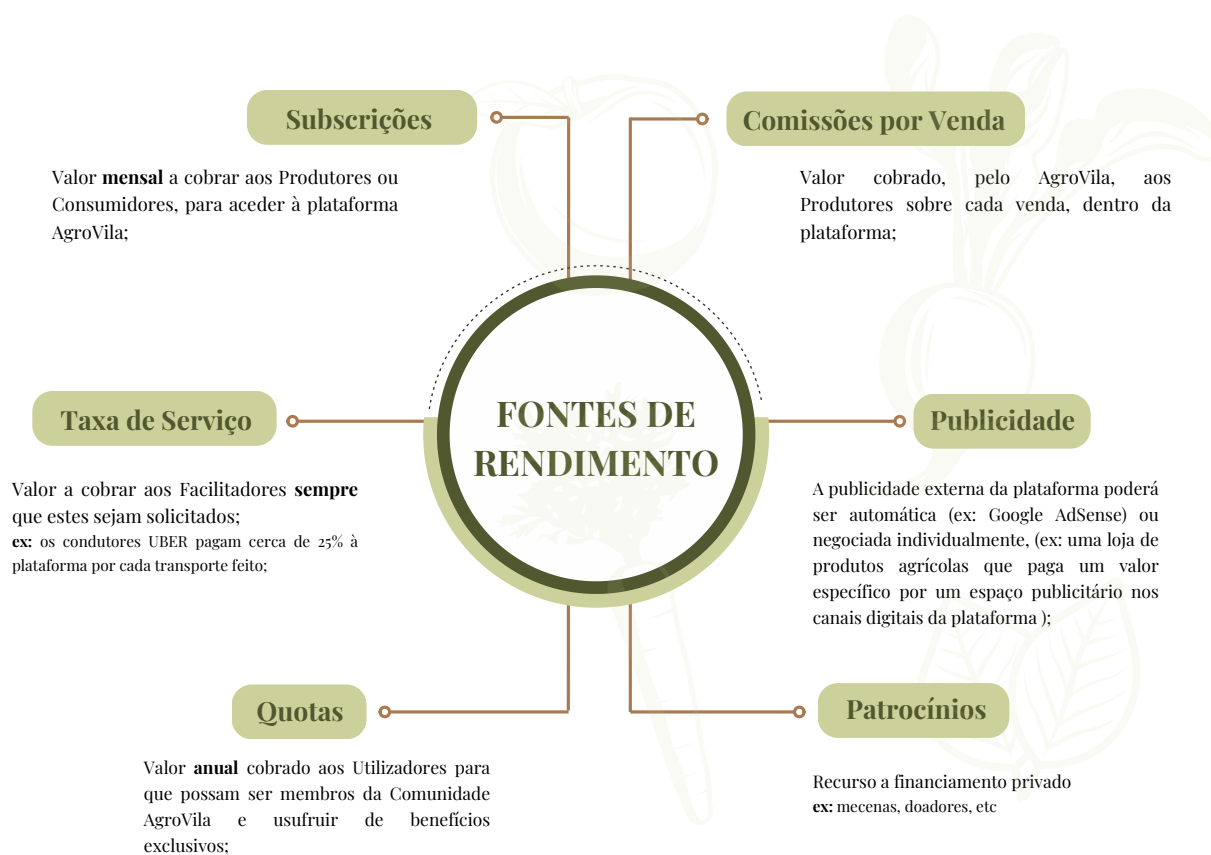 Subscrições
Valor mensal a cobrar aos Produtores ou
Consumidores, para aceder à plataforma
AgroVila;
Comissões por Venda
Valor cobrado, pelo AgroVila, aos
Produtores sobre cada venda, dentro da
plataforma;
FONTES DE
RENDIMENTO
Taxa de Serviço
Valor a cobrar aos Facilitadores sempre
que estes sejam solicitados;
ex: os condutores UBER pagam cerca de 25% à
plataforma por cada transporte feito;
Publicidade
A publicidade externa da plataforma poderá
ser automática (ex: Google AdSense) ou
negociada individualmente, (ex: uma loja de
produtos agrícolas que paga um valor
específico por um espaço publicitário nos
canais digitais da plataforma );
Quotas
Valor anual cobrado aos Utilizadores para
que possam ser membros da Comunidade
AgroVila e usufruir de benefícios
exclusivos;
Patrocínios
Recurso a financiamento privado
ex: mecenas, doadores, etc